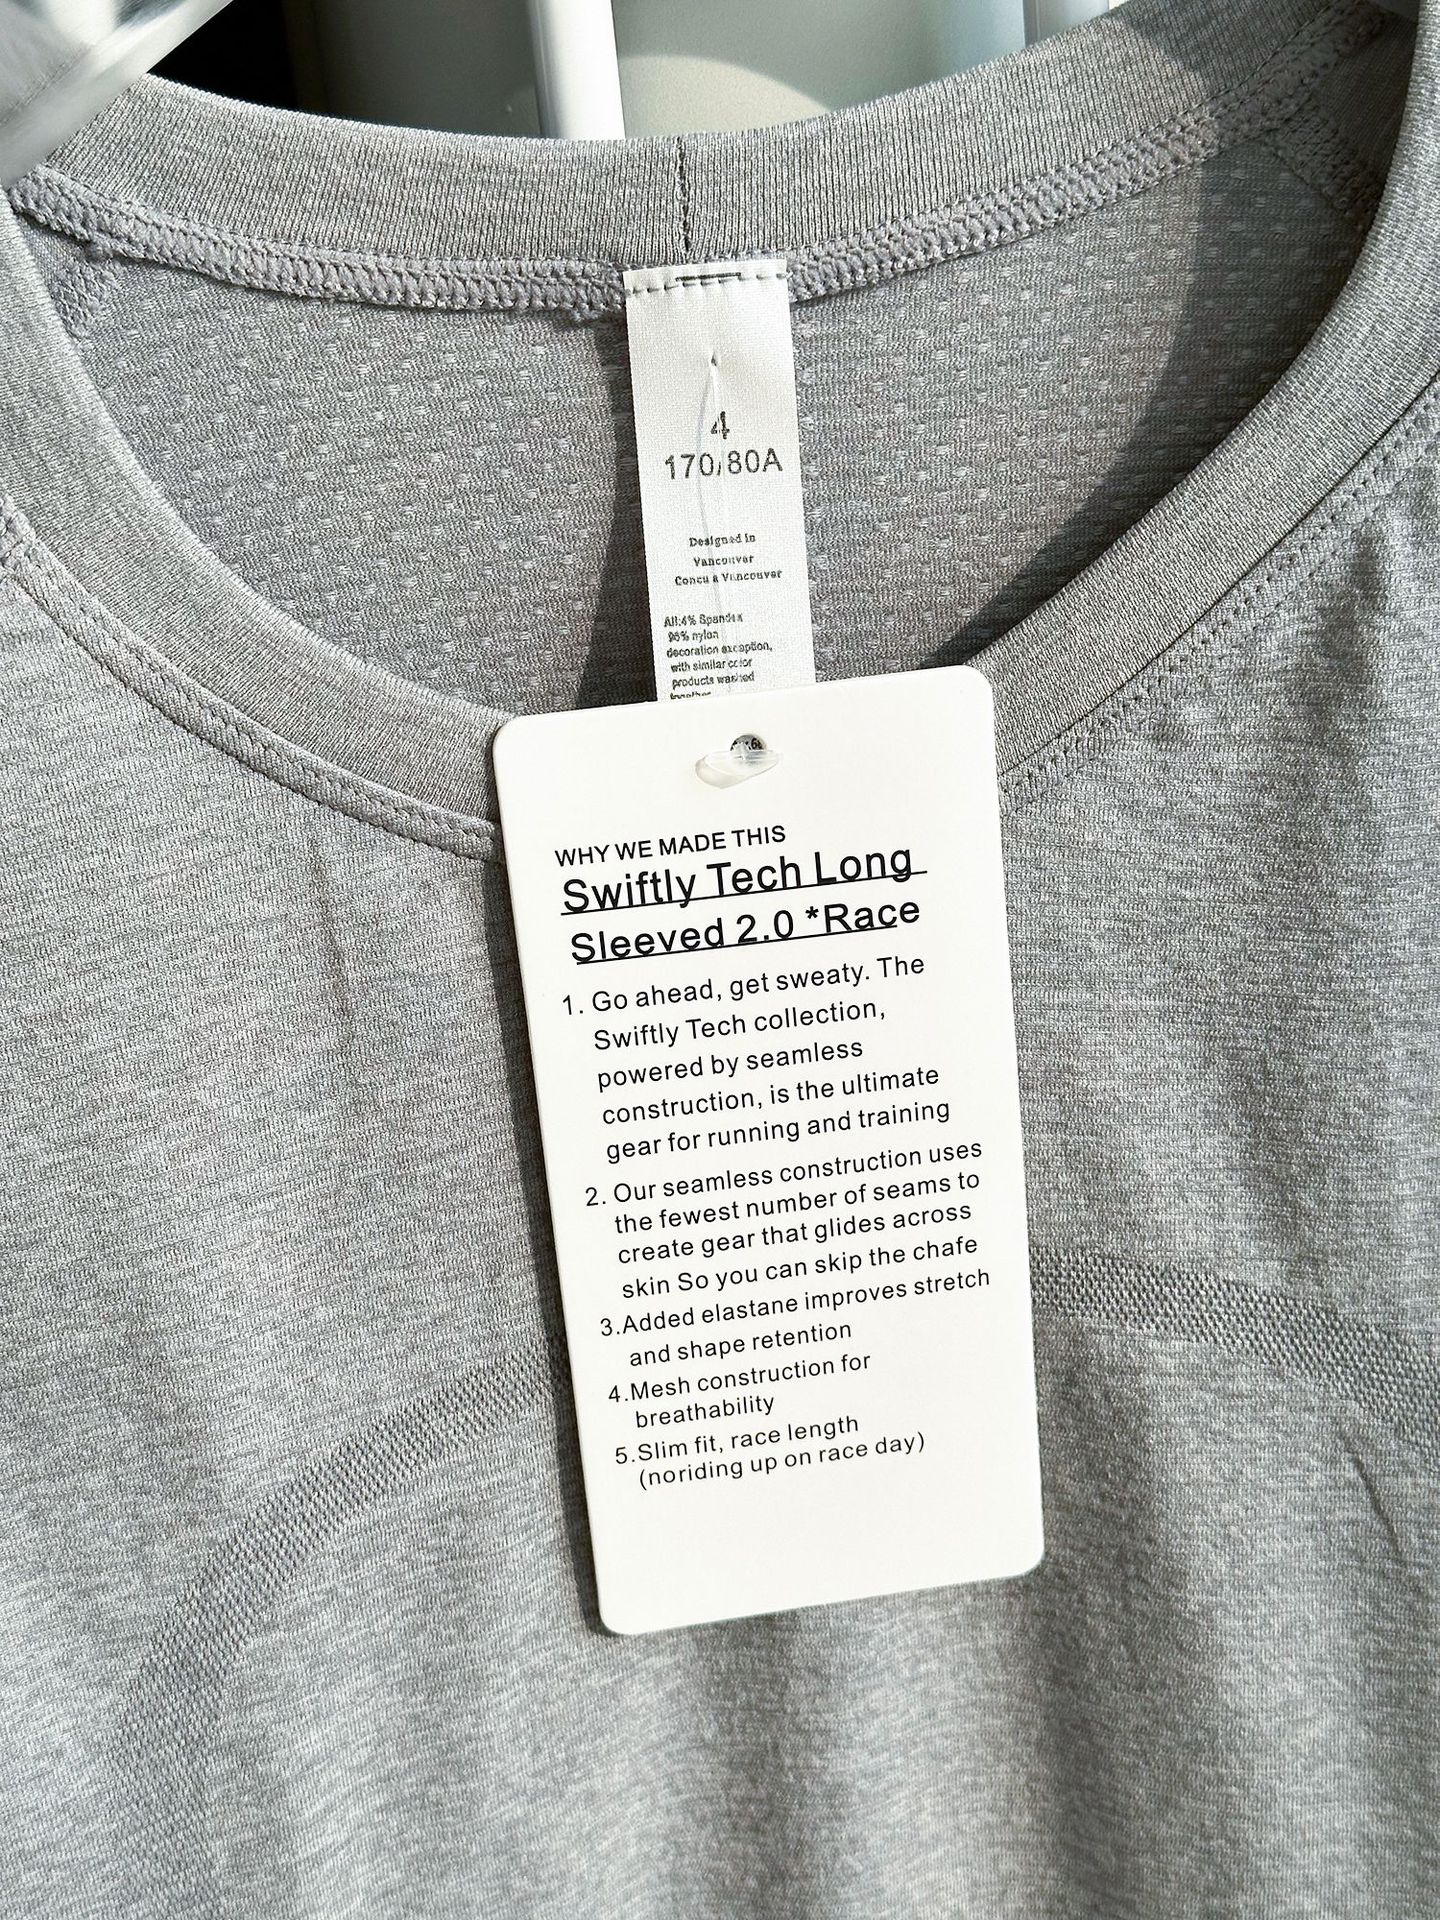 4
170/80A
Designed in
Vancouver
Concu a Vancouver
All:4% Spandex
96% nylon
decoration exception,
with similar color
products washed
together
WHY WE MADE THIS
Swiftly Tech Long
Sleeved 2.0 *Race
1. Go ahead, get sweaty. The
Swiftly Tech collection,
powered by seamless
construction, is the ultimate
gear for running and training
2. Our seamless construction uses
the fewest number of seams to
create gear that glides across
skin So you can skip the chafe
3.Added elastane improves stretch
and shape retention
4.Mesh construction for
breathability
5.Slim fit, race length
(noriding up on race day)